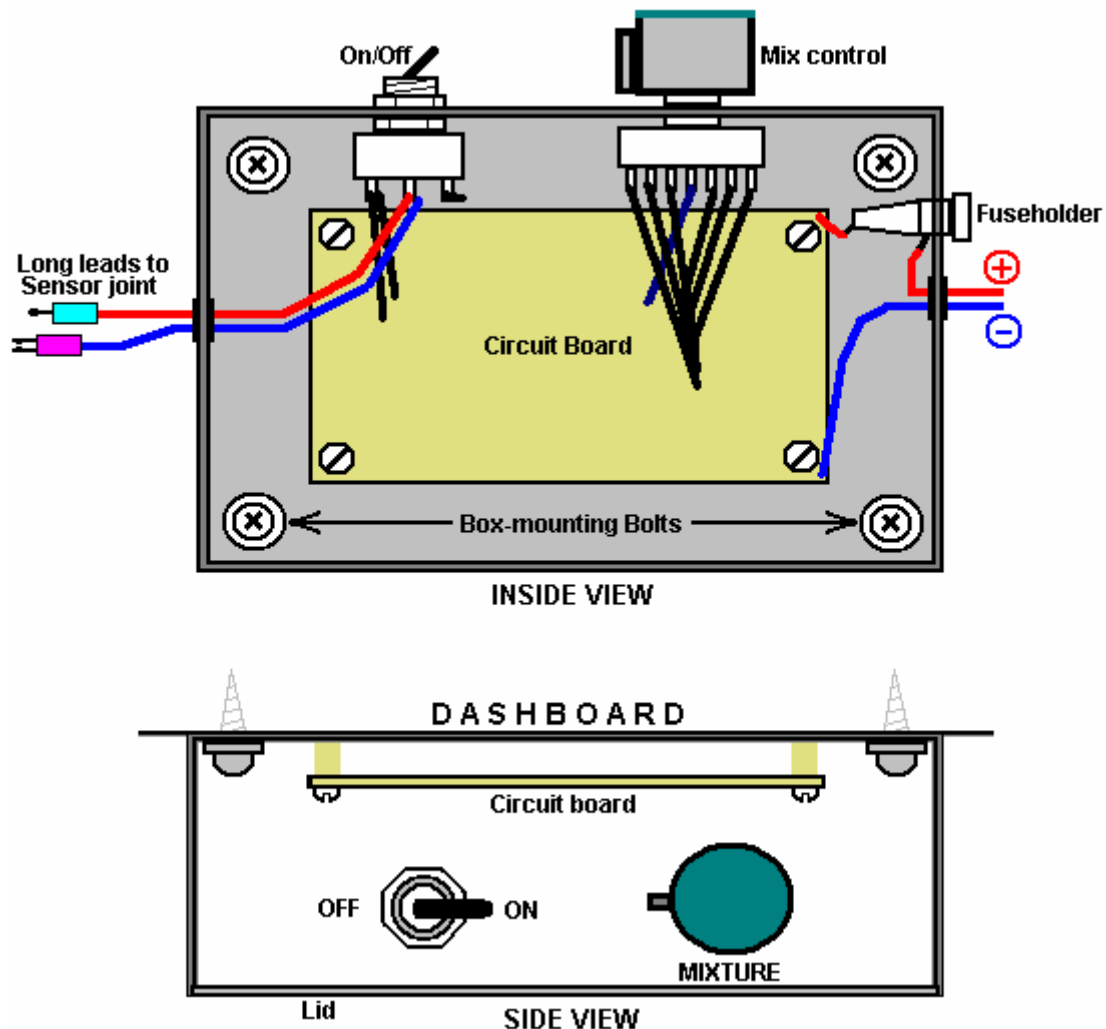 On/Off
Mix control
Fuseholder
Long leads to
Sensor joint
+
Circuit Board
−
Box-mounting Bolts
INSIDE VIEW
DASHBOARD
Circuit board
OFF
ON
MIXTURE
Lid
SIDE VIEW